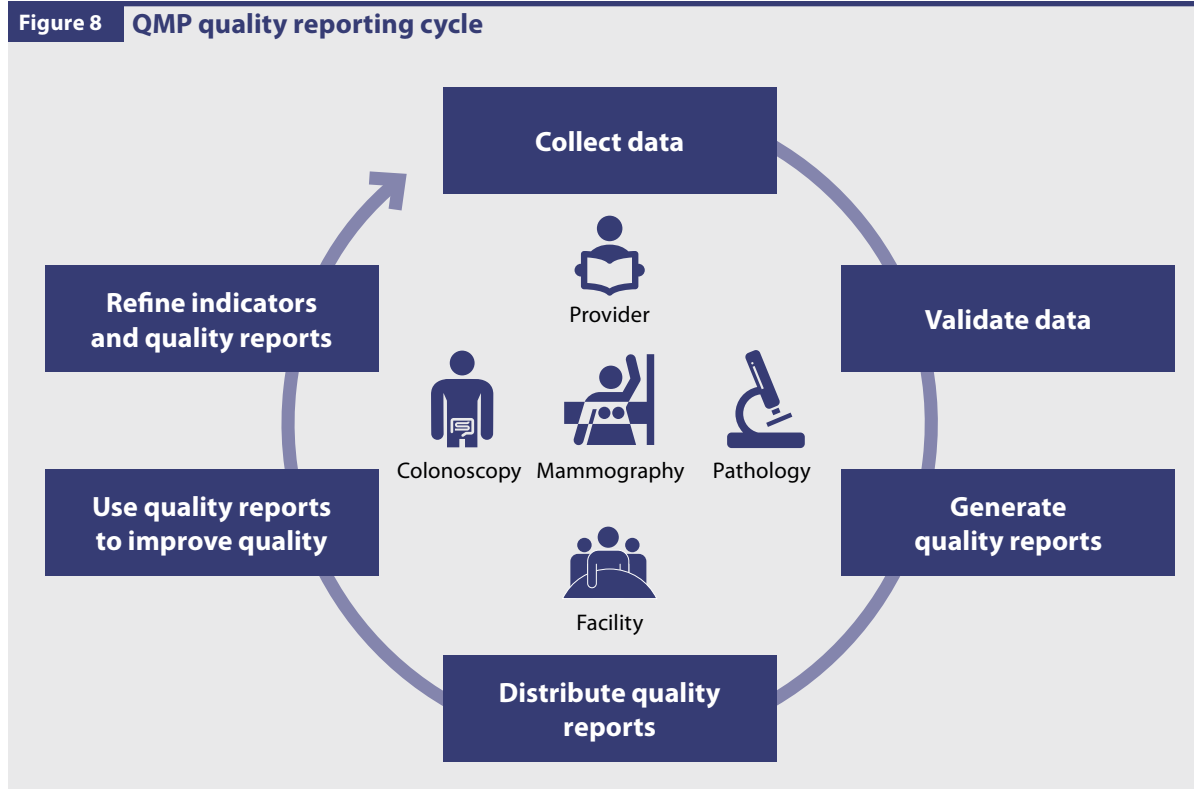 Figure 8
QMP quality reporting cycle
Collect data
Provider
Refine indicators
and quality reports
Validate data
Colonoscopy
Mammography
Pathology
Use quality reports
to improve quality
Generate
quality reports
Facility
Distribute quality
reports